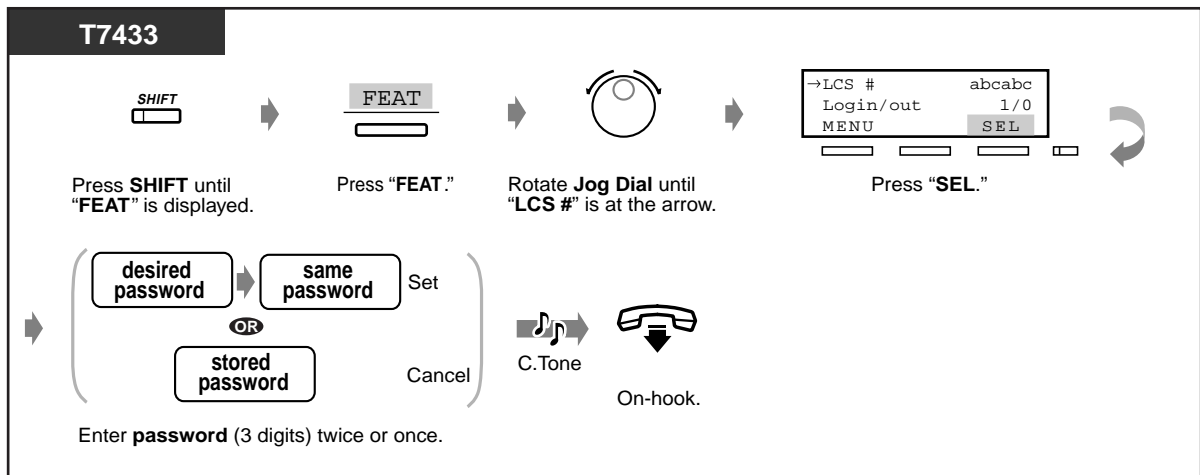 T7433
SHIFT
FEAT
→LCS # abcabc
Login/out 1/0
MENU SEL
Press SHIFT until
"FEAT" is displayed.
Press "FEAT."
Rotate Jog Dial until
"LCS #" is at the arrow.
Press "SEL."
desired
password
same
password
Set
OR
stored
password
Cancel
C.Tone
On-hook.
Enter password (3 digits) twice or once.